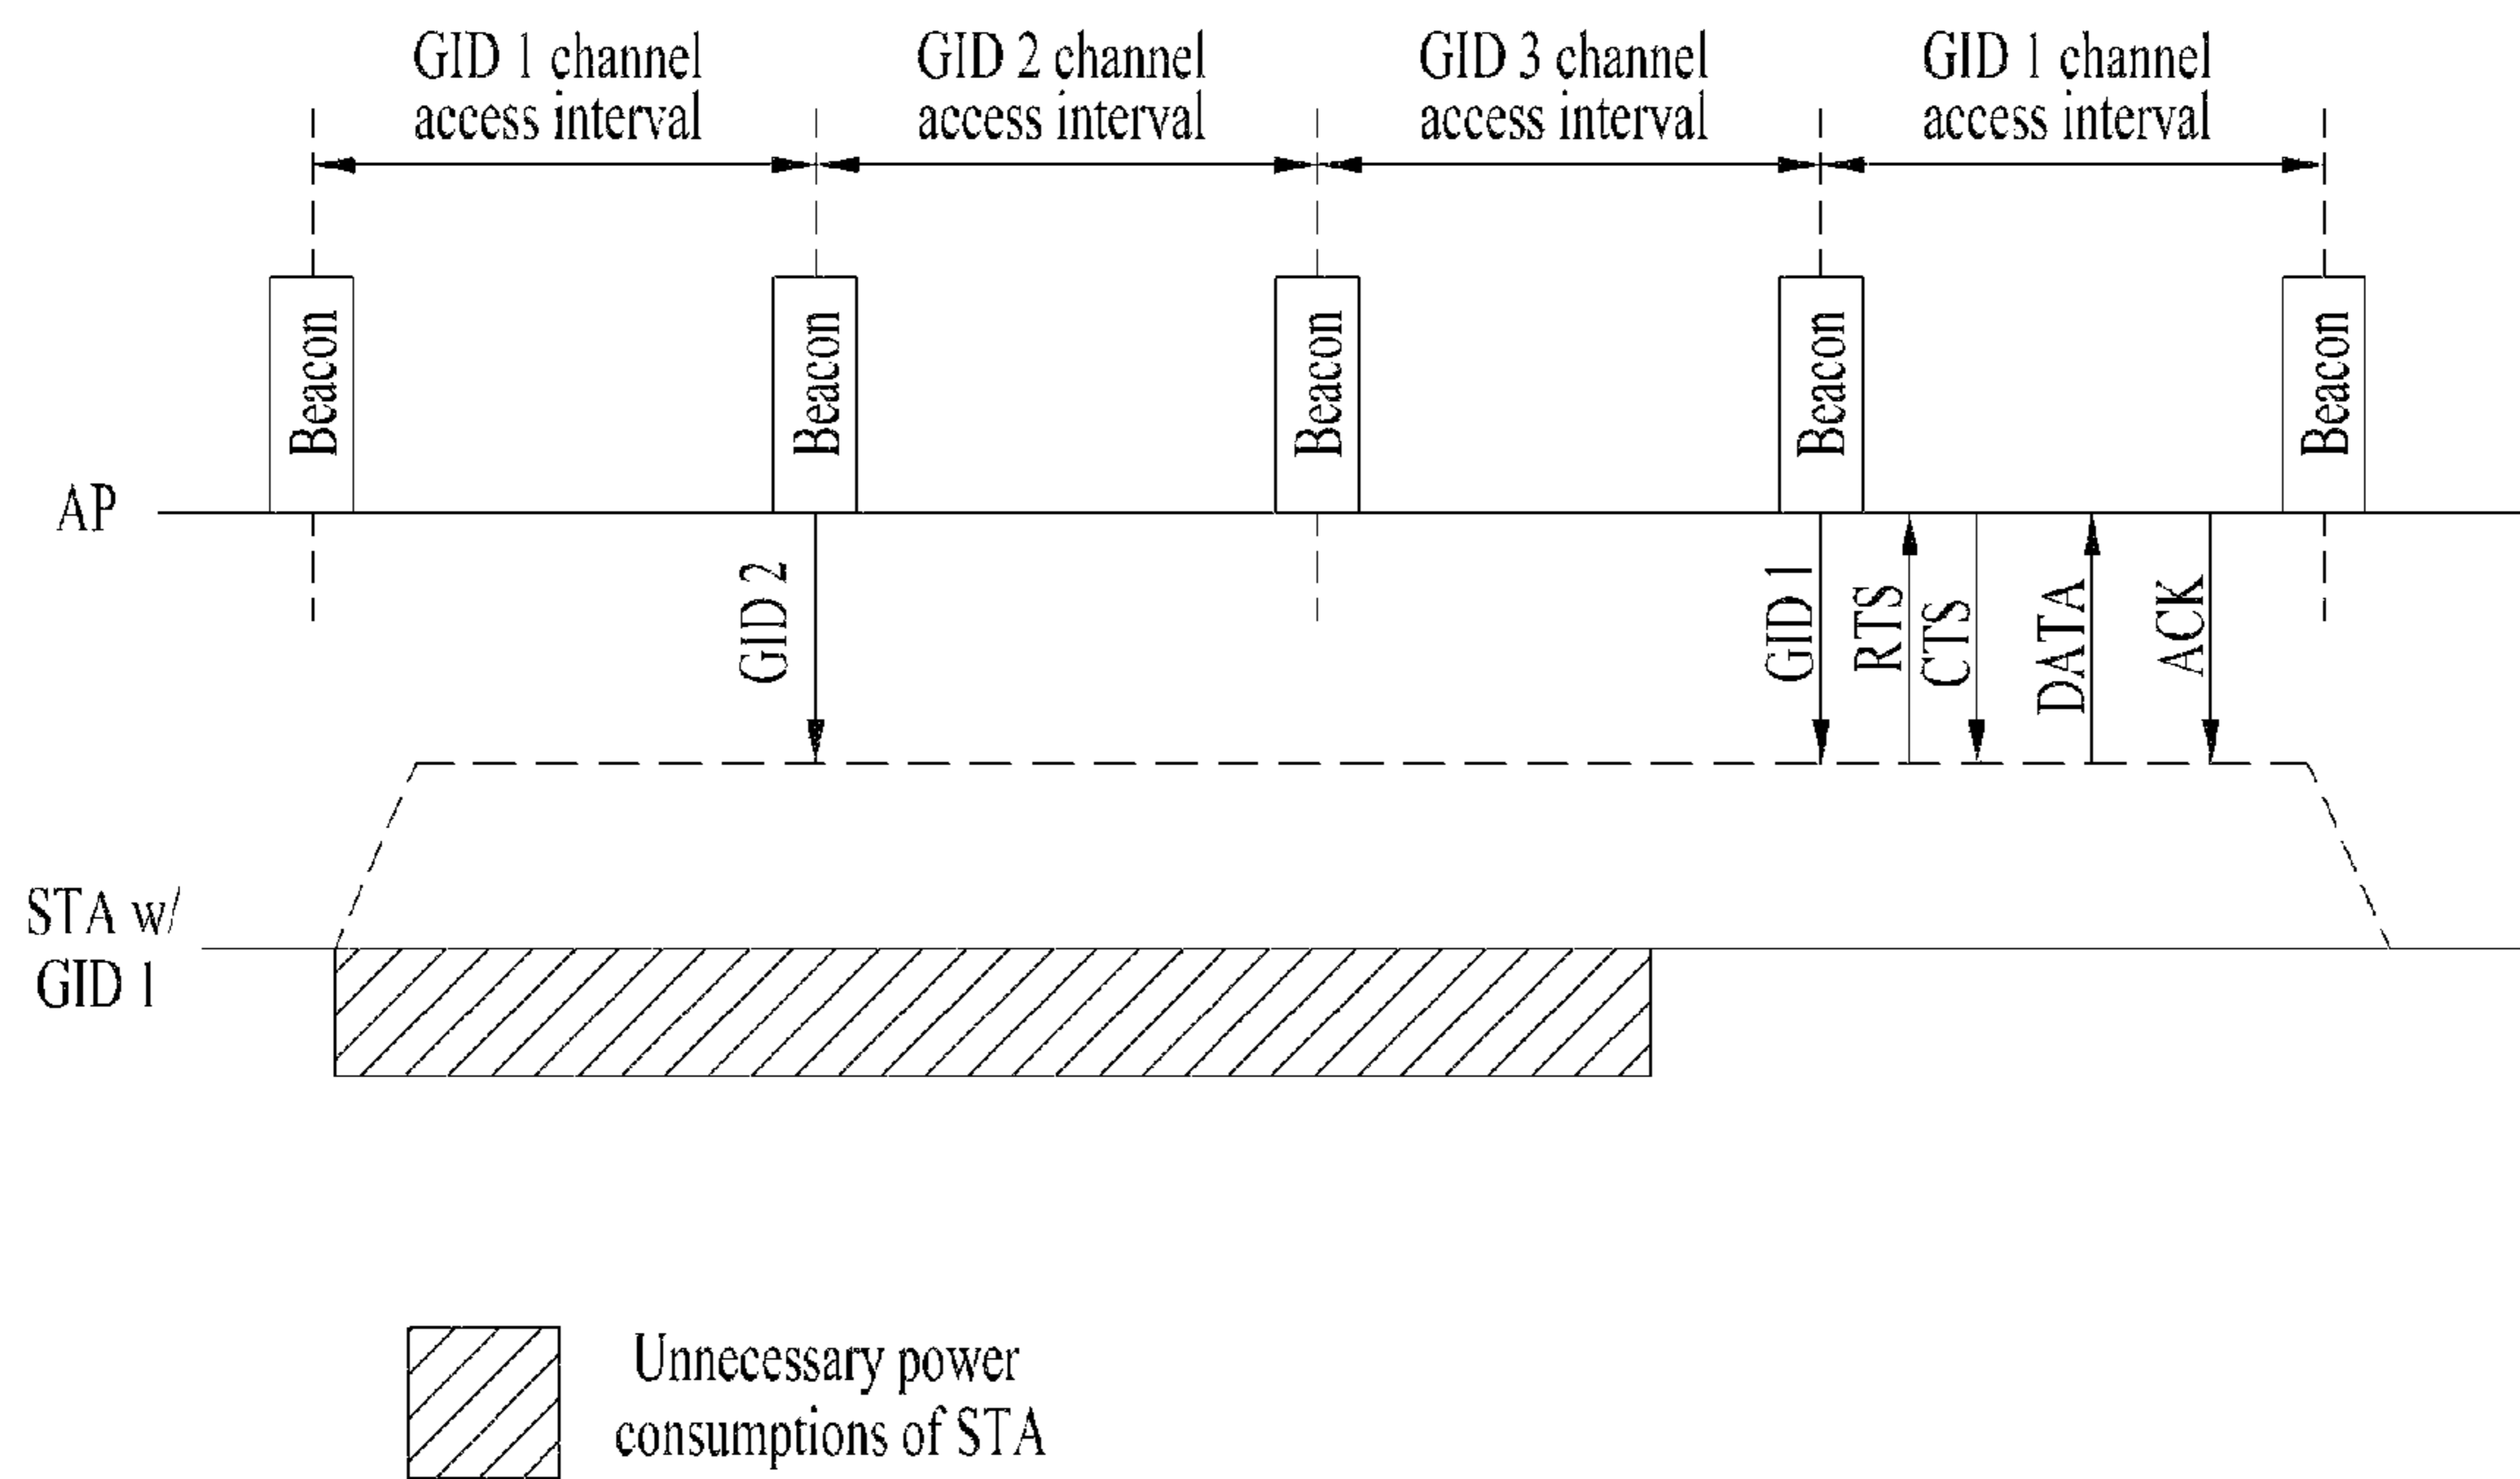 GID 1 channel
access interval
GID 2 channel
access interval
GID 3 channel
access interval
GID 1 channel
access interval
Beacon
Beacon
Beacon
Beacon
Beacon
AP
GID 2
GID 1
RTS
CTS
DATA
ACK
STA w/
GID 1
Unnecessary power
consumptions of STA